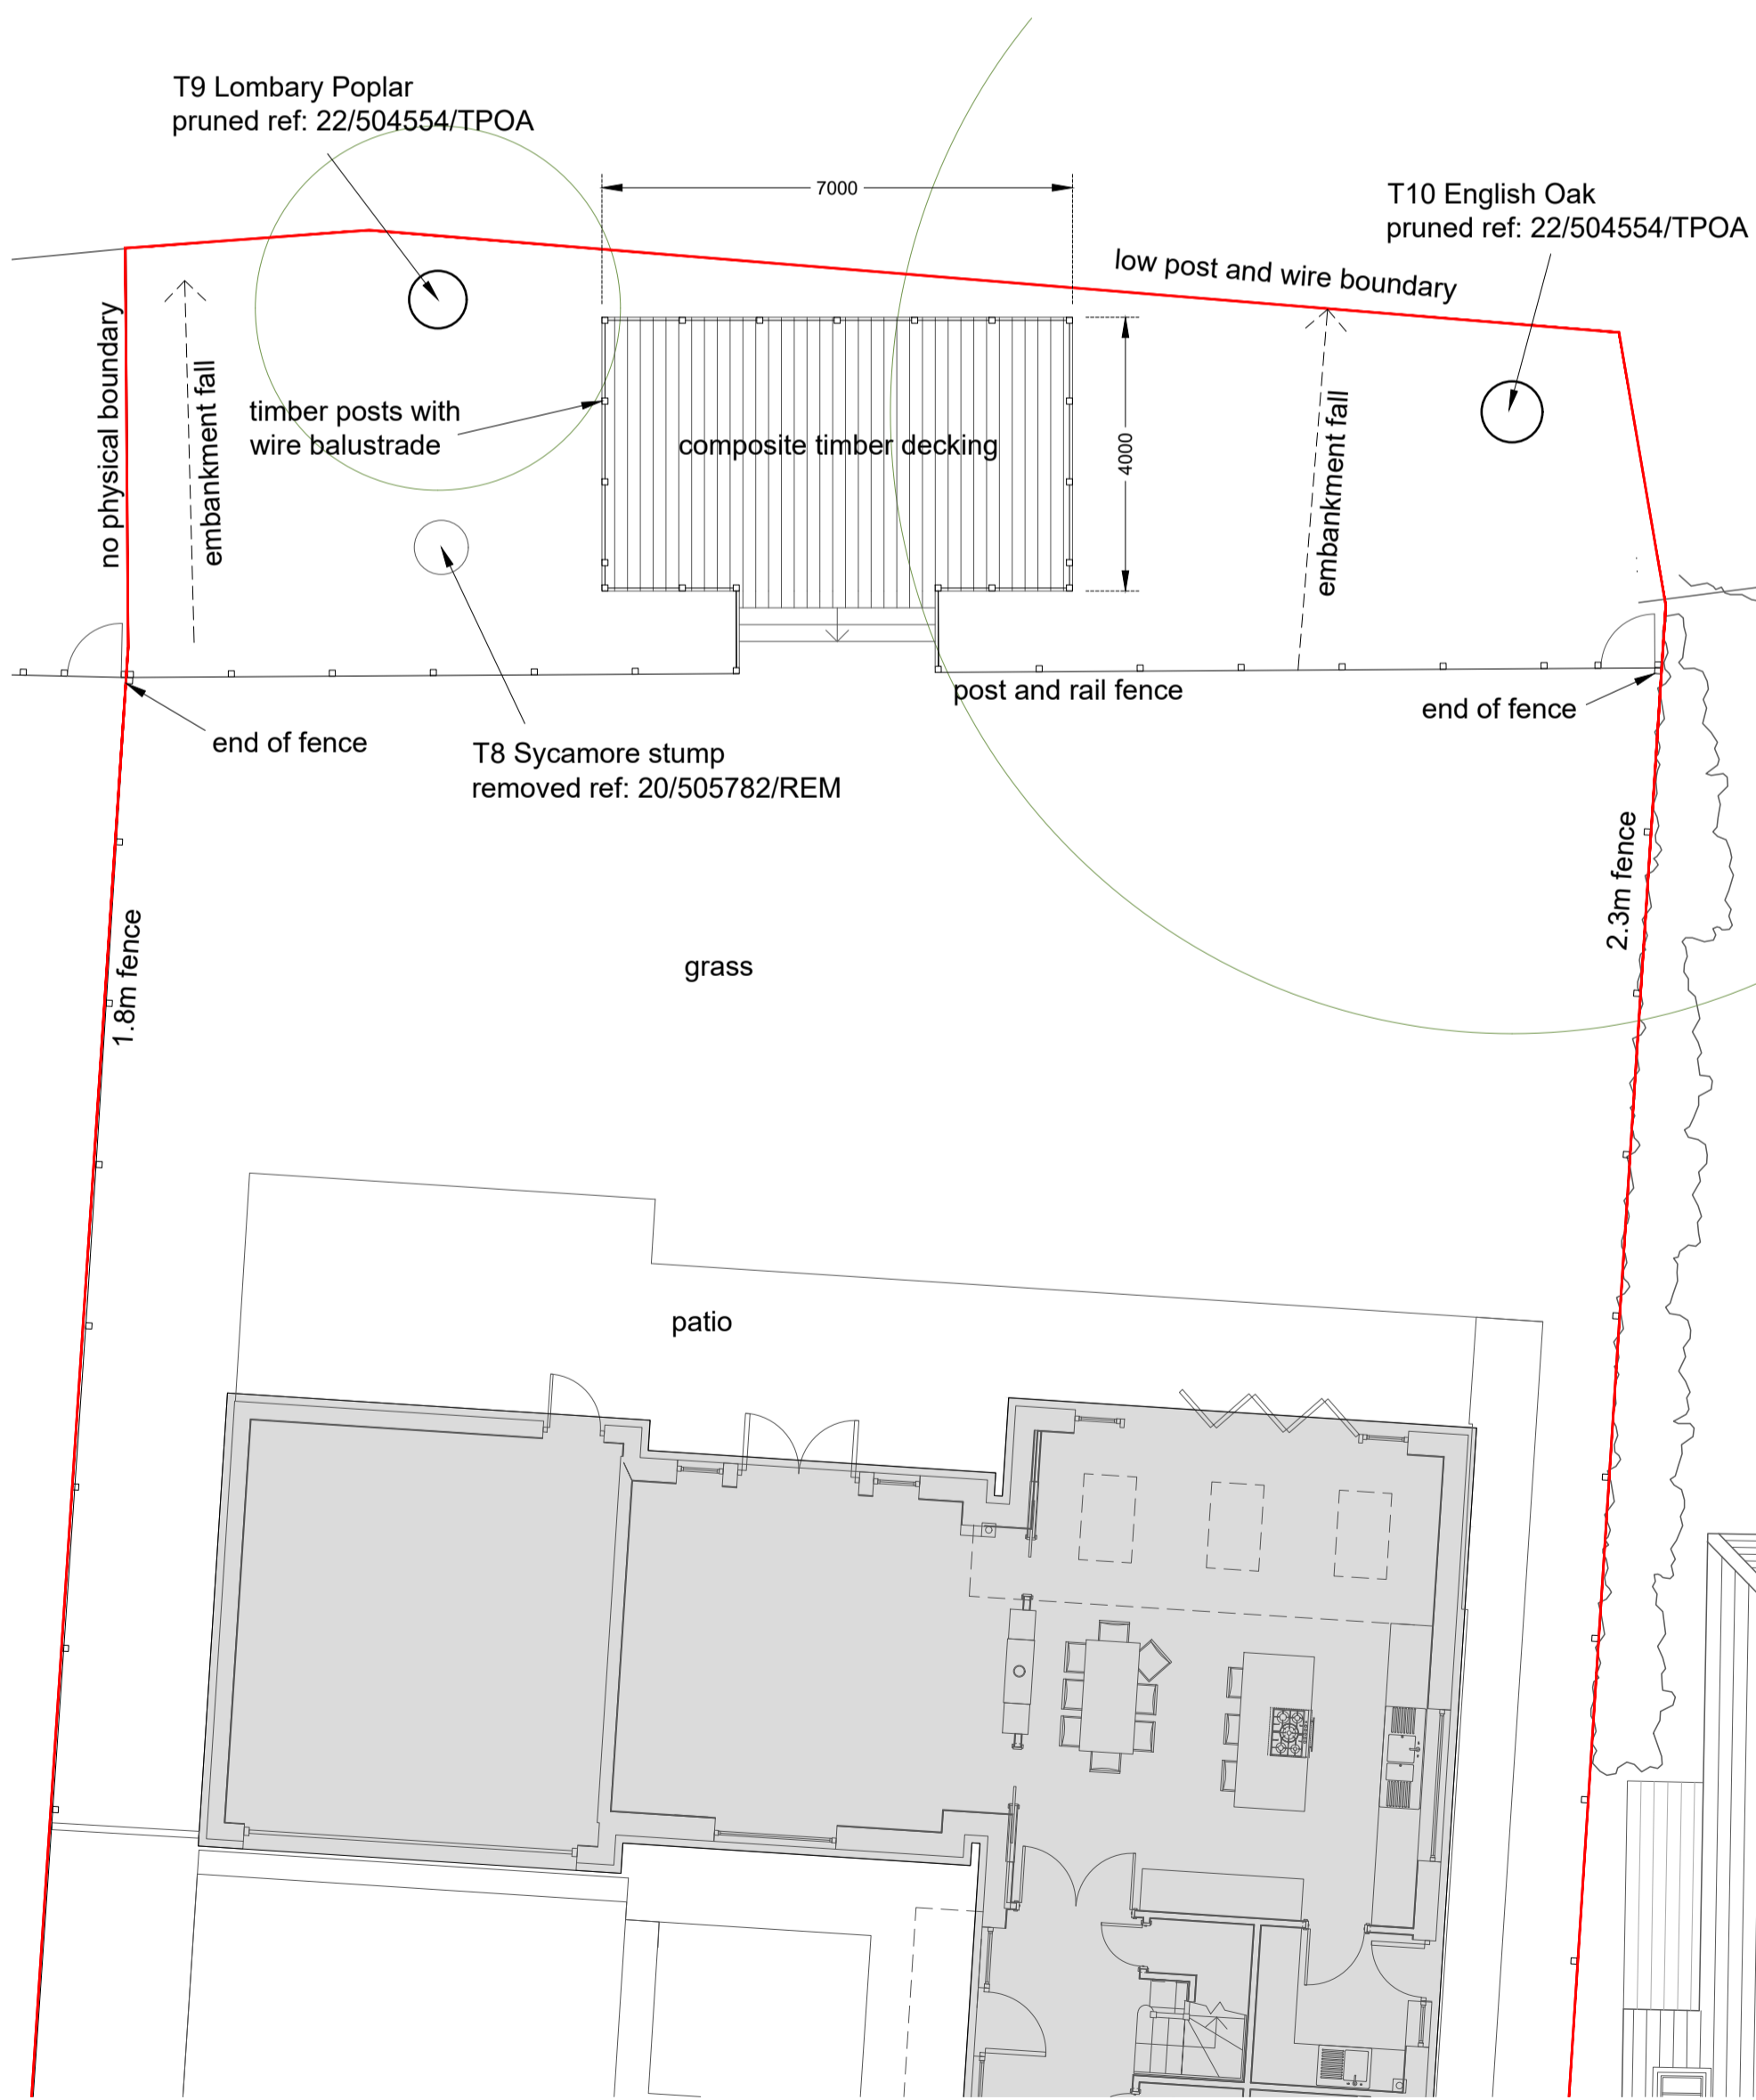 T9 Lombary Poplar
pruned ref: 22/504554/TPOA
7000
T10 English Oak
pruned ref: 22/504554/TPOA
low post and wire boundary
no physical boundary
embankment fall
timber posts with
wire balustrade
composite timber decking
4000
embankment fall
post and rail fence
end of fence
end of fence
T8 Sycamore stump
removed ref: 20/505782/REM
1.8m fence
2.3m fence
grass
patio